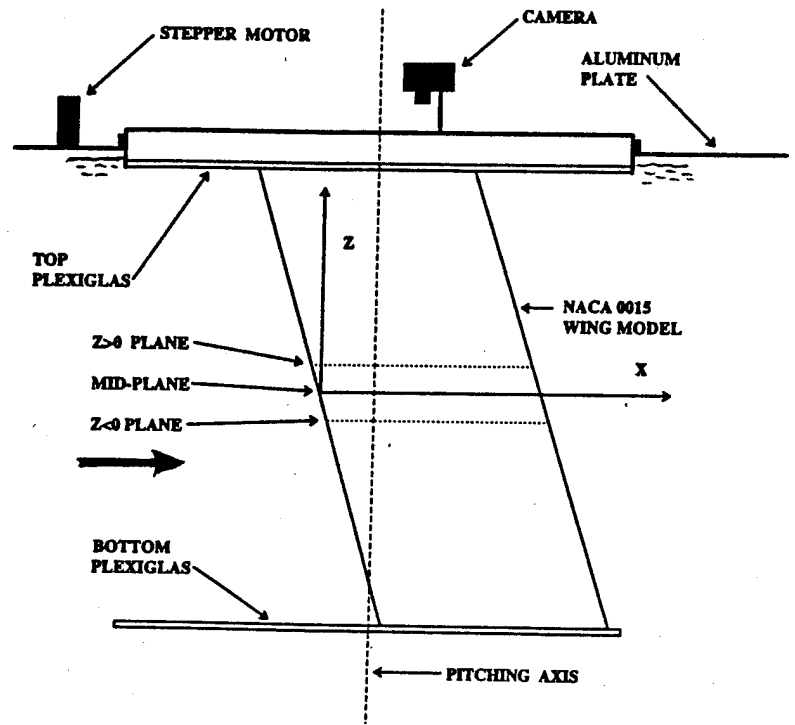 CAMERA
STEPPER MOTOR
ALUMINUM
PLATE
Z
TOP
PLEXIGLAS
NACA 0015
WING MODEL
Z>0 PLANE
X
MID-PLANE
Z<0 PLANE
BOTTOM
PLEXIGLAS
PITCHING AXIS